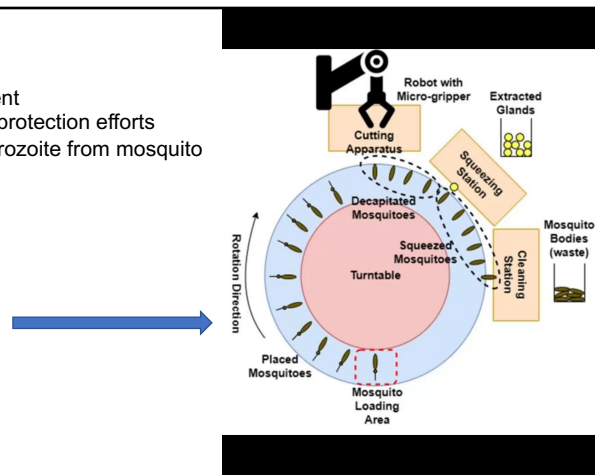 ent
protection efforts
rozoite from mosquito
Robot with
Micro-gripper
Extracted
Glands
Cutting
Apparatus
Squeezing
Station
Decapitated
Mosquitoes
Mosquito
Bodies
(waste)
Squeezed
Mosquitoes
Cleaning
Station
Turntable
Rotation Direction
Placed
Mosquitoes
Mosquito
Loading
Area